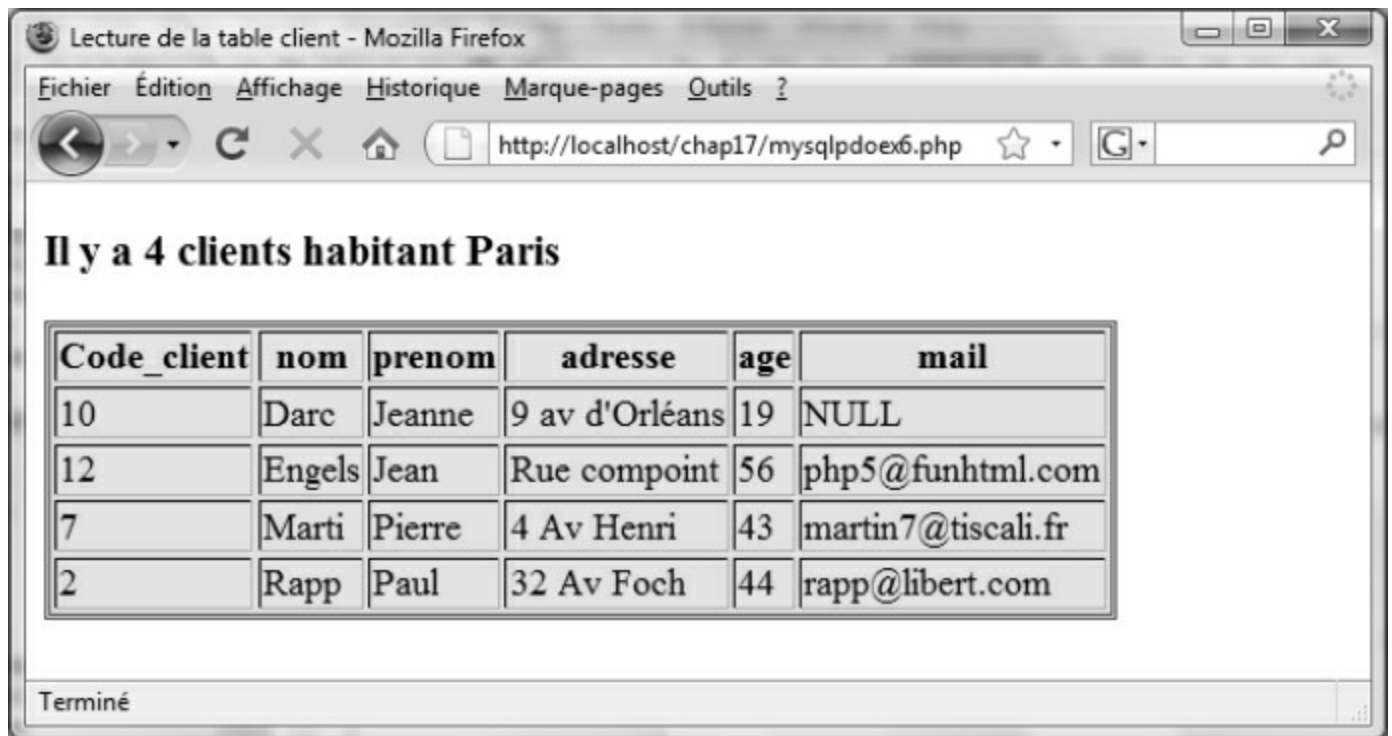 Lecture de la table client - Mozilla Firefox
Fichier Édition Affichage Historique Marque-pages Outils ?
http://localhost/chap17/mysqlpdoex6.php G
Il y a 4 clients habitant Paris
Code_client nom prenom adresse age mail
10 Darc Jeanne 9 av d'Orléans 19 NULL
12 Engels Jean Rue compoint 56 php5@funhtml.com
7 Marti Pierre 4 Av Henri 43 martin7@tiscali.fr
2 Rapp Paul 32 Av Foch 44 rapp@libert.com
Terminé